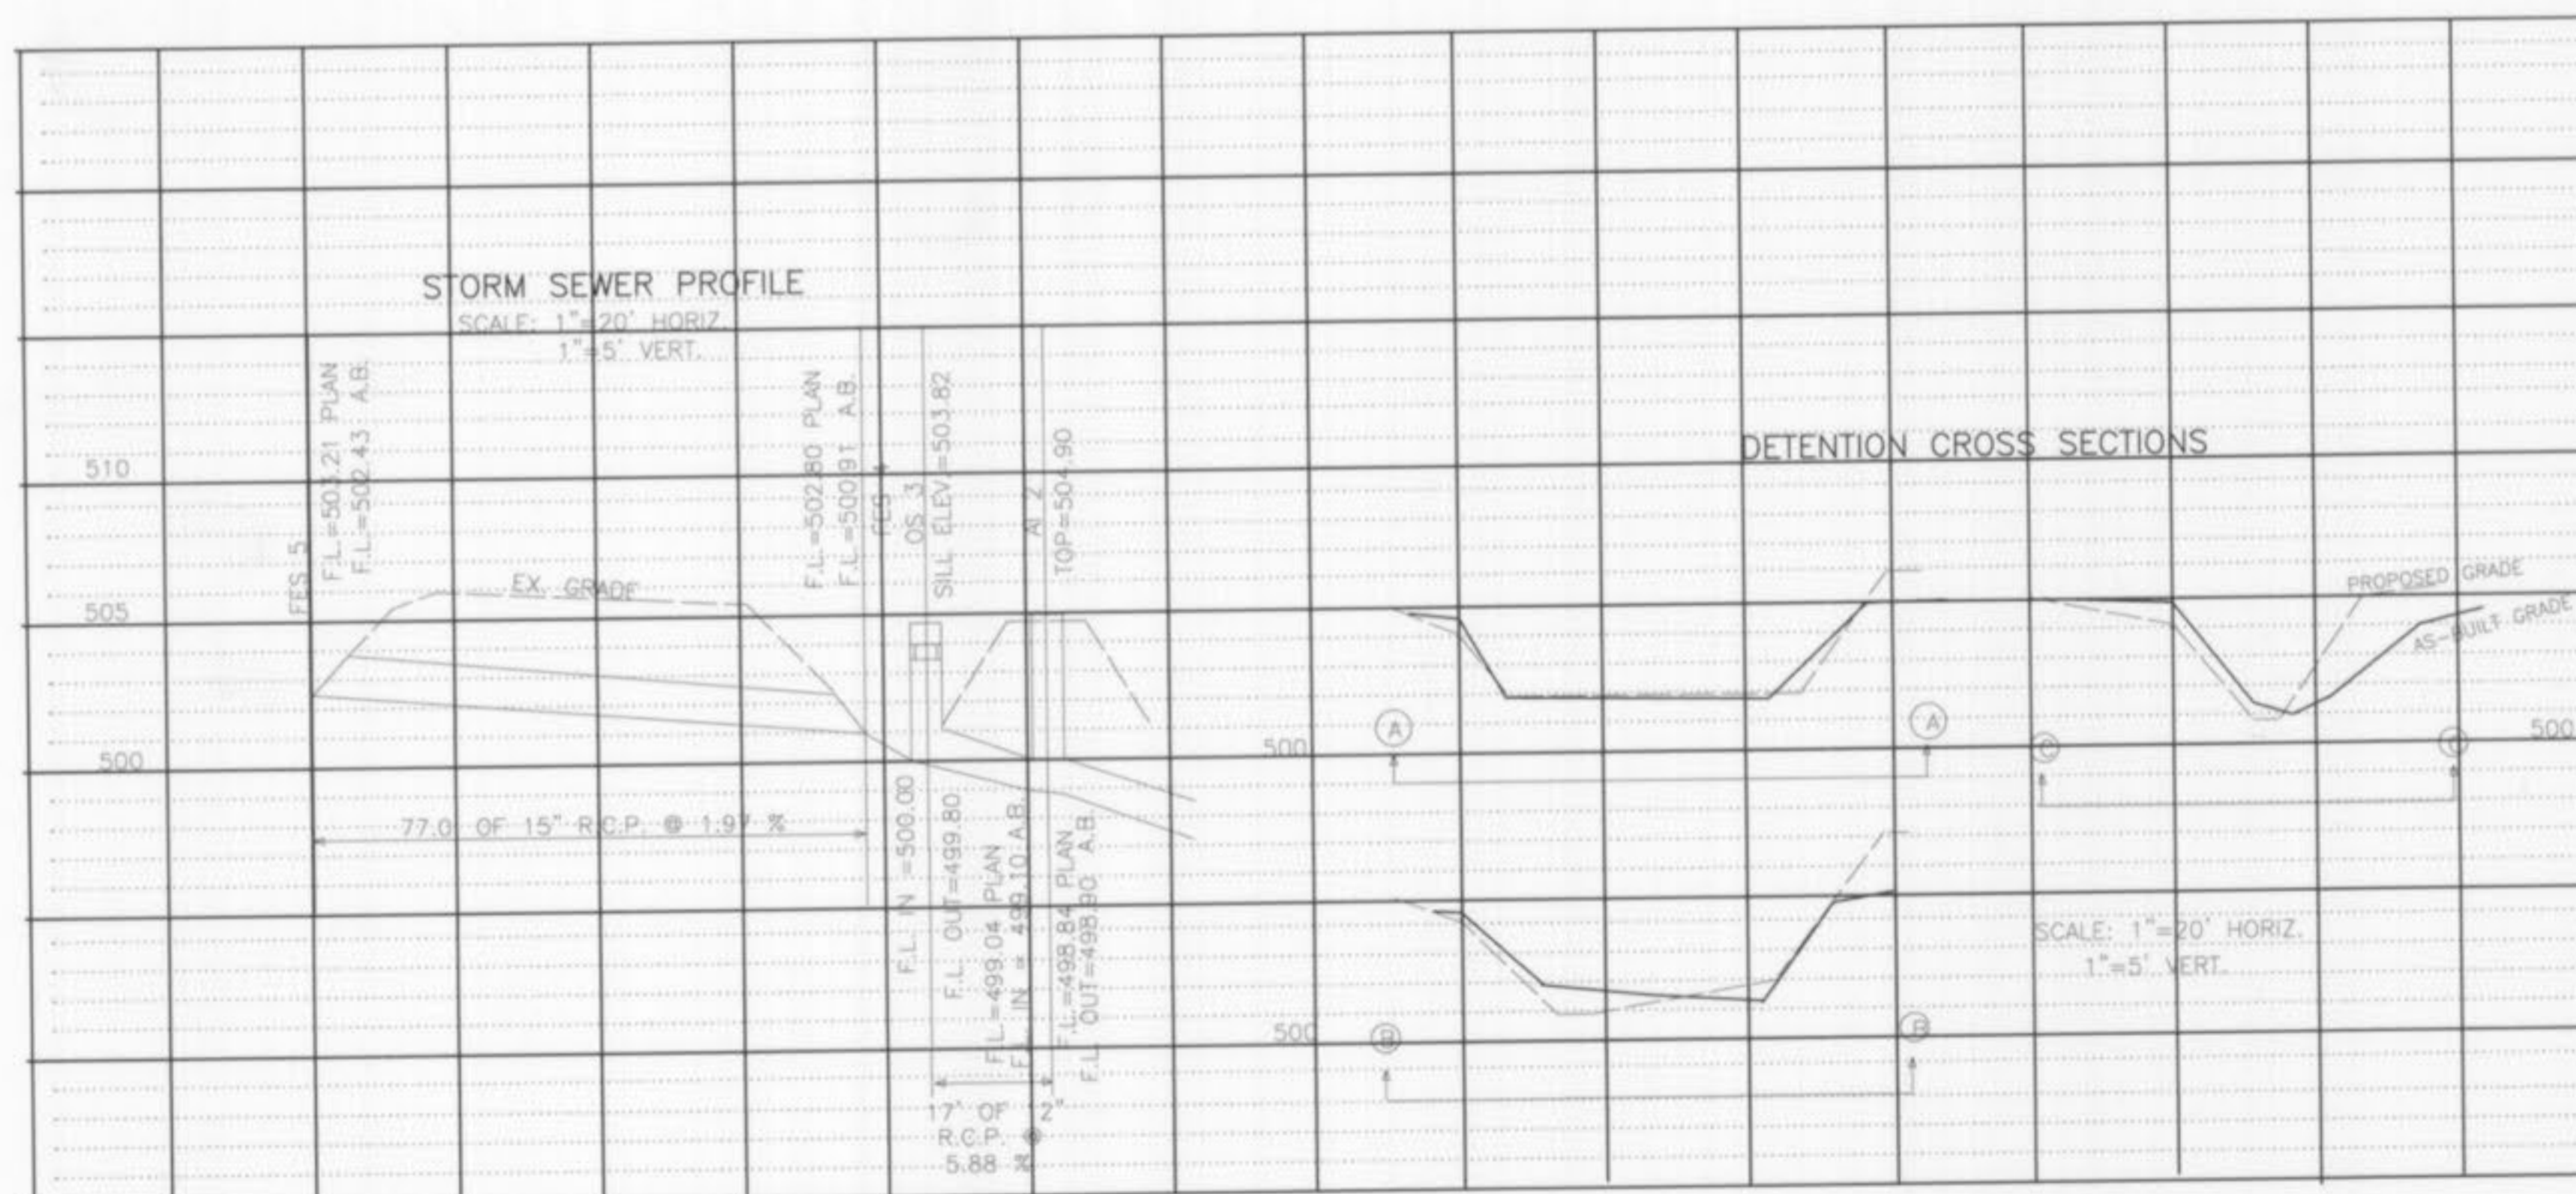 STORM SEWER PROFILE
SCALE: 1"=20' HORIZ.
1"=5' VERT.
510
505
500
FES 5
F.L.=503.21 PLAN
F.L.=502.43 A.B.
EX. GRADE
F.L.=502.80 PLAN
F.L.=500.91 A.B.
FES 4
OS 3
SILL ELEV.=503.82
AI 2
TOP=504.90
77.0' OF 15" R.C.P. @ 1.97 %
F.L. IN =500.00
F.L. OUT=499.80
F.L.=499.04 PLAN
F.L. IN = 499.10 A.B.
F.L.=498.84 PLAN
F.L. OUT=498.90 A.B.
17' OF 12"
R.C.P. @
5.88 %
DETENTION CROSS SECTIONS
PROPOSED GRADE
AS-BUILT GRADE
500
A
A
C
C
500
500
B
B
SCALE: 1"=20' HORIZ.
1"=5' VERT.